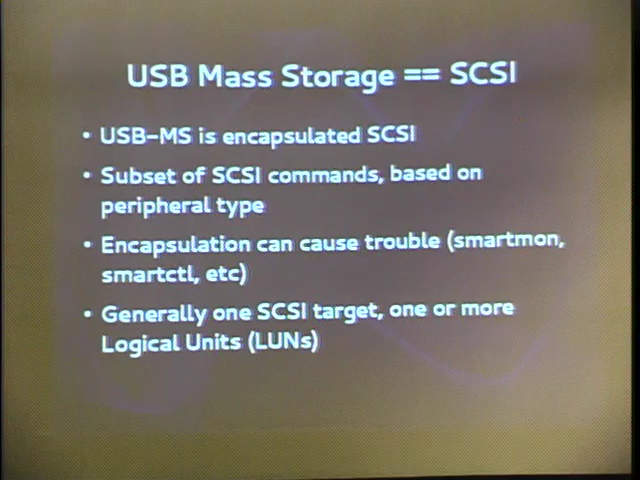 USB Mass Storage == SCSI
• USB-MS is encapsulated SCSI
• Subset of SCSI commands, based on
peripheral type
• Encapsulation can cause trouble (smartmon,
smartctl, etc)
• Generally one SCSI target, one or more
Logical Units (LUNs)